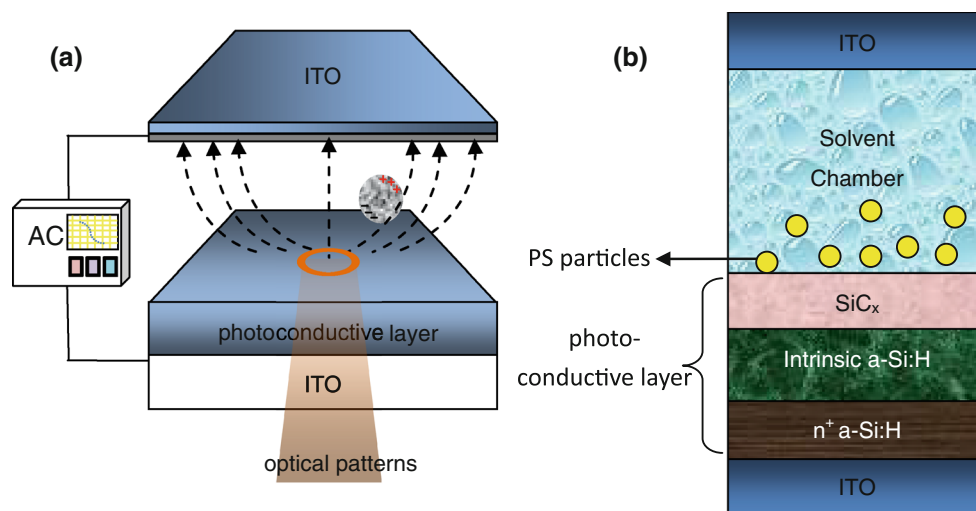 (a)
ITO
AC
photoconductive layer
ITO
optical patterns
(b)
ITO
Solvent
Chamber
PS particles
SiCₓ
photo-
conductive layer
Intrinsic a-Si:H
n⁺ a-Si:H
ITO